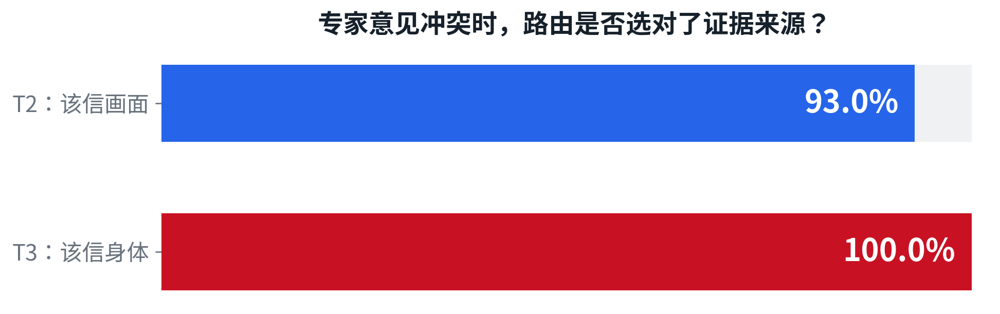 专家意见冲突时，路由是否选对了证据来源？
T2：该信画面
93.0%
T3：该信身体
100.0%